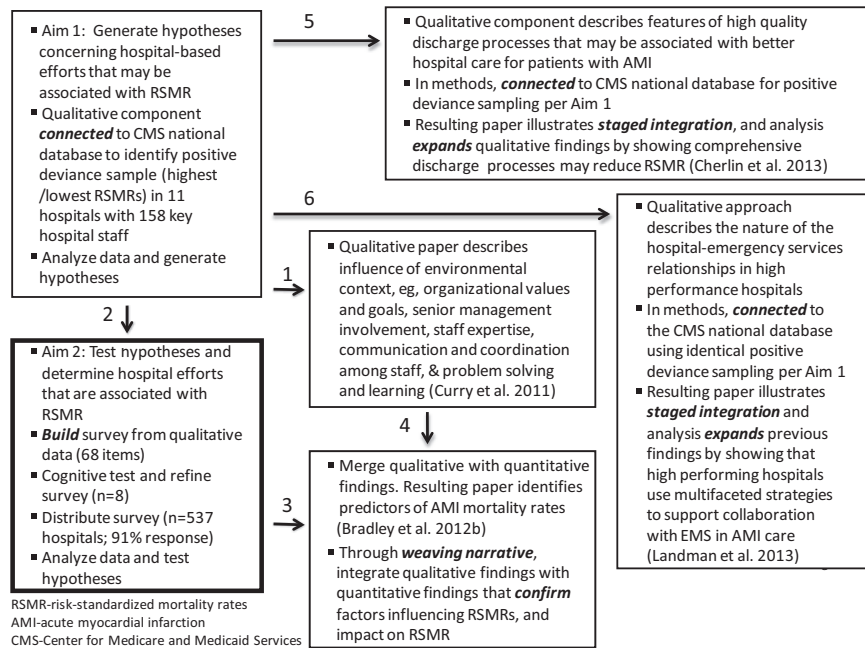 ▪ Aim 1: Generate hypotheses
concerning hospital-based
efforts that may be
associated with RSMR
▪ Qualitative component
connected to CMS national
database to identify positive
deviance sample (highest
/lowest RSMRs) in 11
hospitals with 158 key
hospital staff
▪ Analyze data and generate
hypotheses
5
▪ Qualitative component describes features of high quality
discharge processes that may be associated with better
hospital care for patients with AMI
▪ In methods, connected to CMS national database for positive
deviance sampling per Aim 1
▪ Resulting paper illustrates staged integration, and analysis
expands qualitative findings by showing comprehensive
discharge processes may reduce RSMR (Cherlin et al. 2013)
6
▪ Qualitative approach
describes the nature of the
hospital-emergency services
relationships in high
performance hospitals
▪ In methods, connected to
the CMS national database
using identical positive
deviance sampling per Aim 1
▪ Resulting paper illustrates
staged integration and
analysis expands previous
findings by showing that
high performing hospitals
use multifaceted strategies
to support collaboration
with EMS in AMI care
(Landman et al. 2013)
1
▪ Qualitative paper describes
influence of environmental
context, eg, organizational values
and goals, senior management
involvement, staff expertise,
communication and coordination
among staff, & problem solving
and learning (Curry et al. 2011)
2
▪ Aim 2: Test hypotheses and
determine hospital efforts
that are associated with
RSMR
▪ Build survey from qualitative
data (68 items)
▪ Cognitive test and refine
survey (n=8)
▪ Distribute survey (n=537
hospitals; 91% response)
▪ Analyze data and test
hypotheses
3
4
▪ Merge qualitative with quantitative
findings. Resulting paper identifies
predictors of AMI mortality rates
(Bradley et al. 2012b)
▪ Through weaving narrative,
integrate qualitative findings with
quantitative findings that confirm
factors influencing RSMRs, and
impact on RSMR
RSMR-risk-standardized mortality rates
AMI-acute myocardial infarction
CMS-Center for Medicare and Medicaid Services